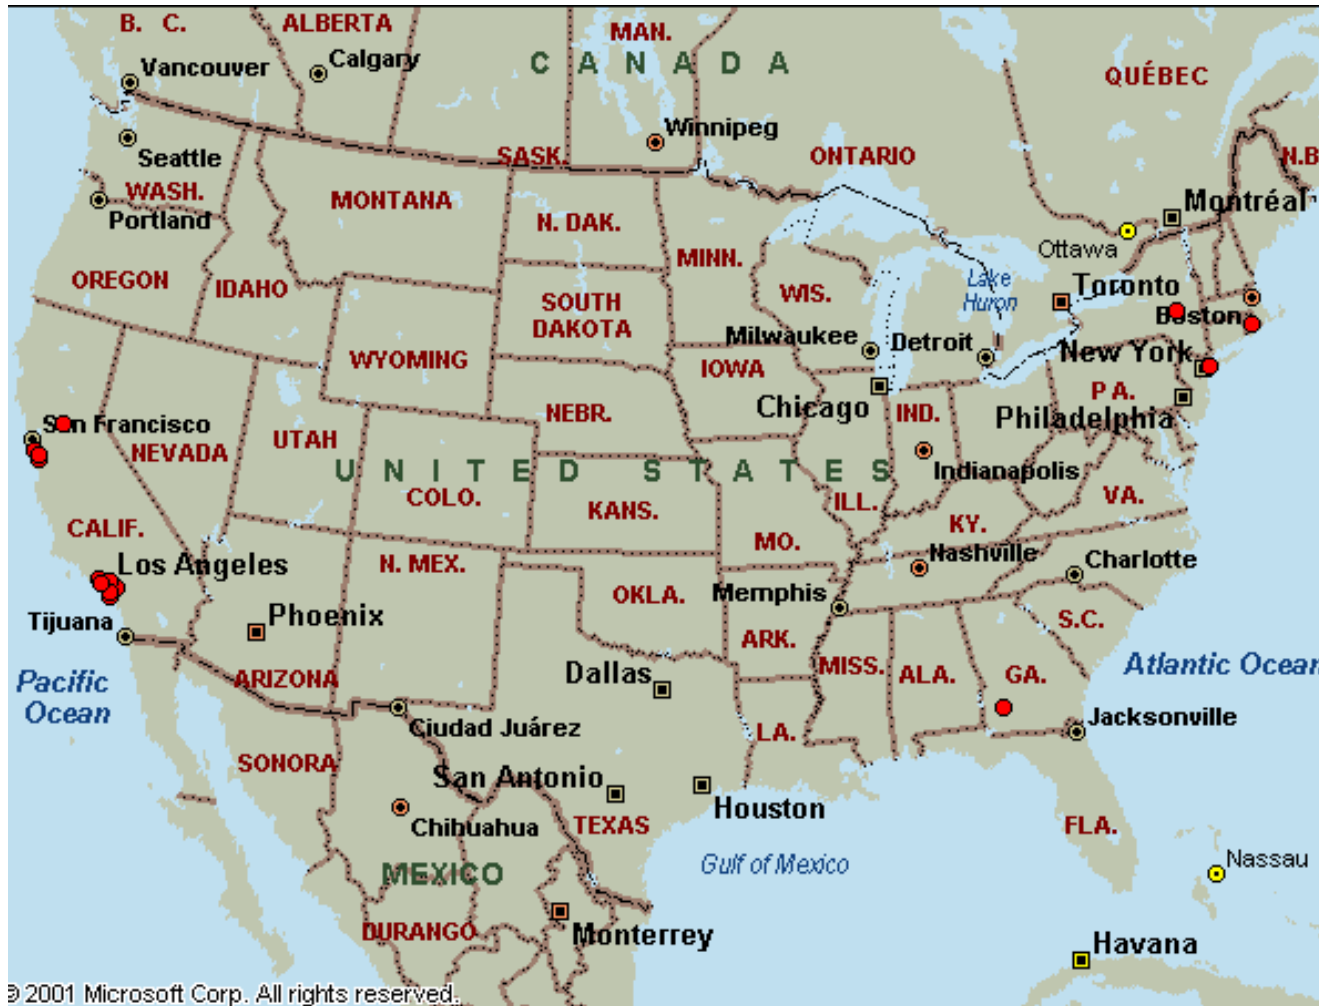 B. C.
ALBERTA
MAN.
CANADA
QUÉBEC
Vancouver
Calgary
Winnipeg
Seattle
SASK.
ONTARIO
N.B
WASH.
MONTANA
Montréal
Portland
N. DAK.
Ottawa
MINN.
OREGON
IDAHO
WIS.
Lake
Huron
Toronto
SOUTH
DAKOTA
Boston
Milwaukee
Detroit
New York
WYOMING
IOWA
PA.
Chicago
IND.
Philadelphia
NEBR.
San Francisco
NEVADA
UTAH
UNITED STATES
Indianapolis
COLO.
VA.
KANS.
ILL.
KY.
CALIF.
MO.
Nashville
Charlotte
Los Angeles
N. MEX.
OKLA.
Memphis
Tijuana
Phoenix
S.C.
ARK.
Pacific
Ocean
ARIZONA
Dallas
MISS.
ALA.
GA.
Atlantic Ocean
Ciudad Juárez
LA.
Jacksonville
SONORA
San Antonio
Houston
Chihuahua
TEXAS
FLA.
MEXICO
Gulf of Mexico
Nassau
DURANGO
Monterrey
Havana
© 2001 Microsoft Corp. All rights reserved.